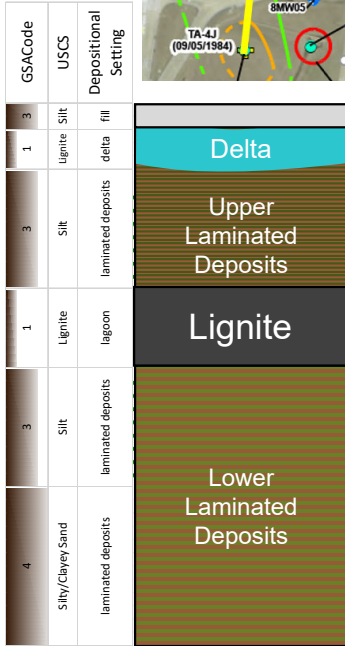 8MW05
TA-4J
(09/05/1984)
GSACode
USCS
Depositional
Setting
3
Silt
fill
1
Lignite
delta
3
Silt
laminated deposits
1
Lignite
lagoon
3
Silt
laminated deposits
4
Silty/Clayey Sand
laminated deposits
Delta
Upper
Laminated
Deposits
Lignite
Lower
Laminated
Deposits